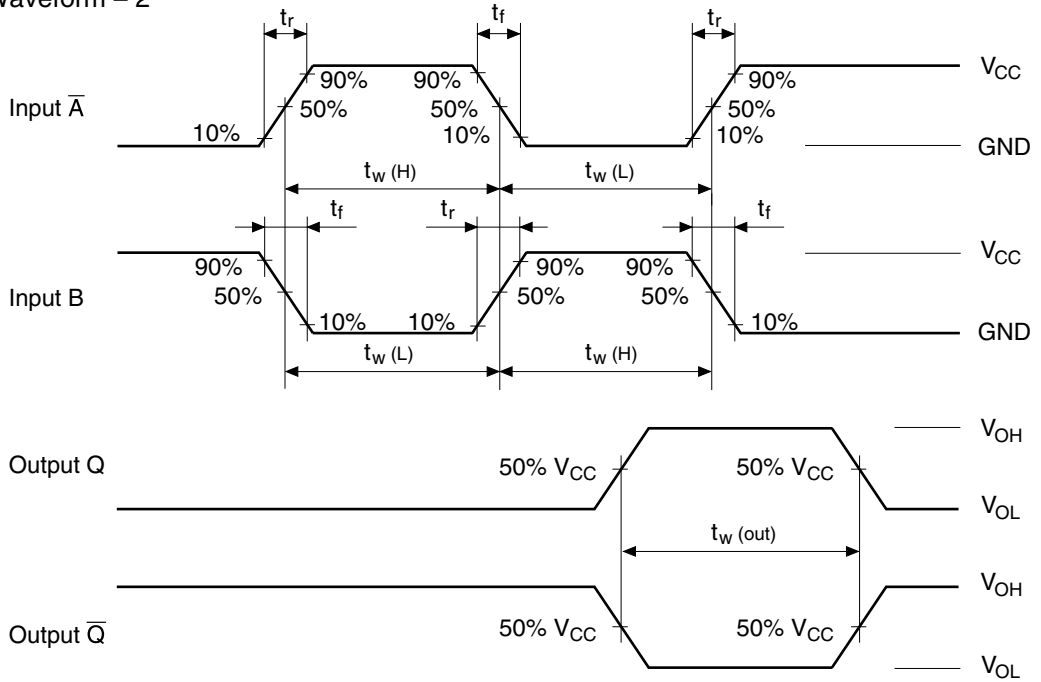 Waveform – 2
tr tf tr
90% 90% 90% VCC
Input A̅ 50% 50% 50%
10% 10% 10% GND
tw (H) tw (L)
tf tr tf
VCC
90% 90% 90%
Input B 50% 50% 50%
10% 10% 10% GND
tw (L) tw (H)
VOH
Output Q 50% VCC 50% VCC
VOL
tw (out)
VOH
Output Q̅ 50% VCC 50% VCC
VOL